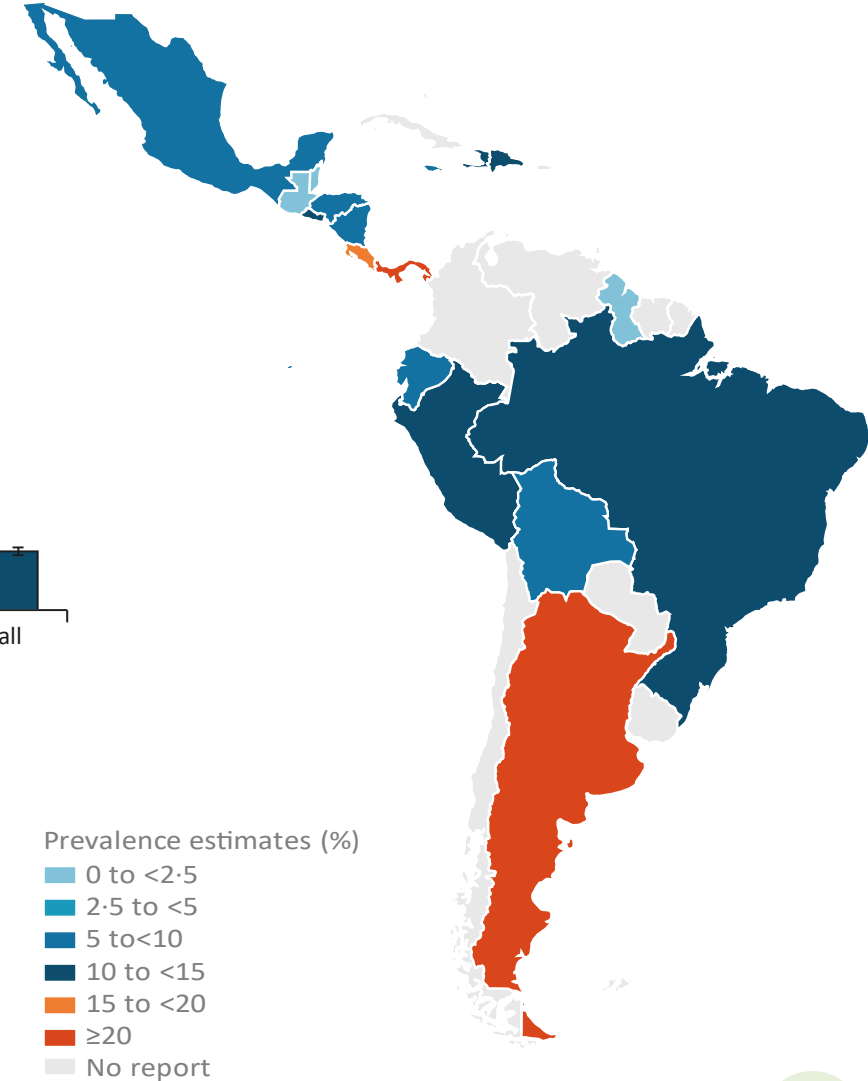 all
Prevalence estimates (%)
0 to <2·5
2·5 to <5
5 to<10
10 to <15
15 to <20
≥20
No report